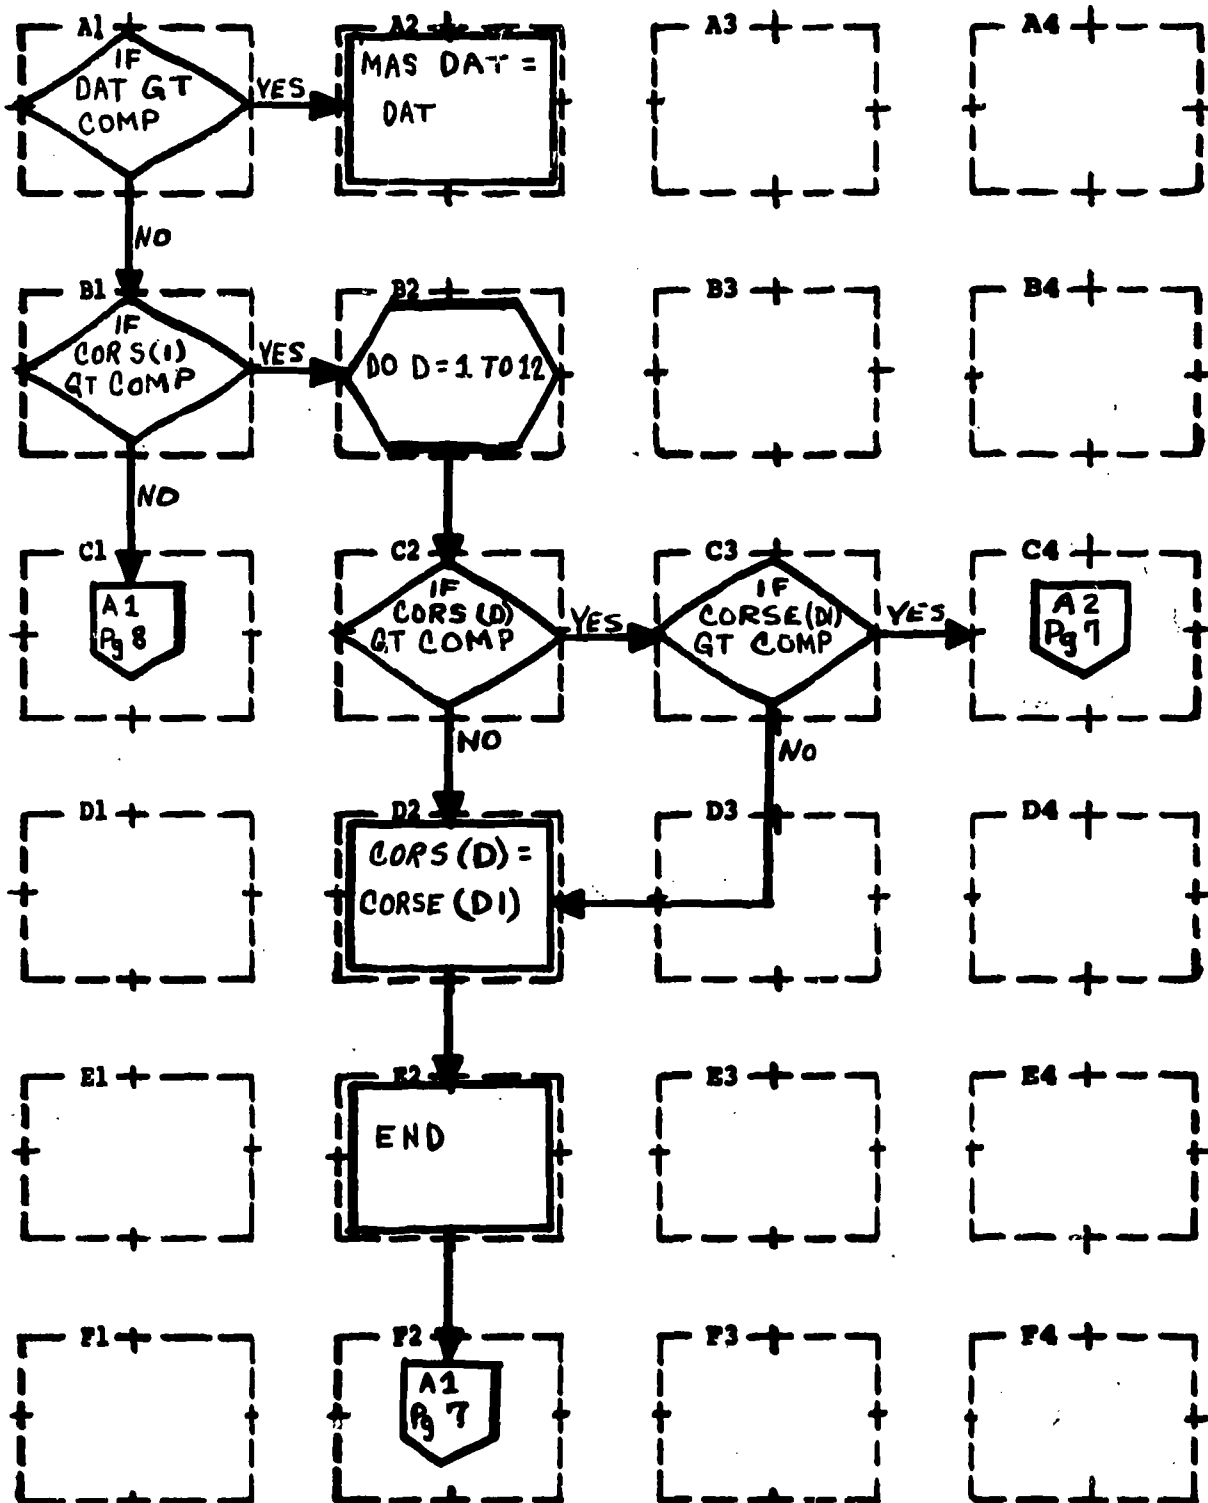 A1
IF
DAT GT
COMP
YES
A2
MAS DAT =
DAT
A3
A4
NO
B1
IF
CORS(1)
GT COMP
YES
B2
DO D=1 TO 12
B3
B4
NO
C1
A1
Pg 8
C2
IF
CORS(D)
GT COMP
YES
C3
IF
CORSE(D1)
GT COMP
YES
C4
A2
Pg 7
NO
NO
D1
D2
CORS(D) =
CORSE(D1)
D3
D4
E1
E2
END
E3
E4
F1
F2
A1
Pg 7
F3
F4